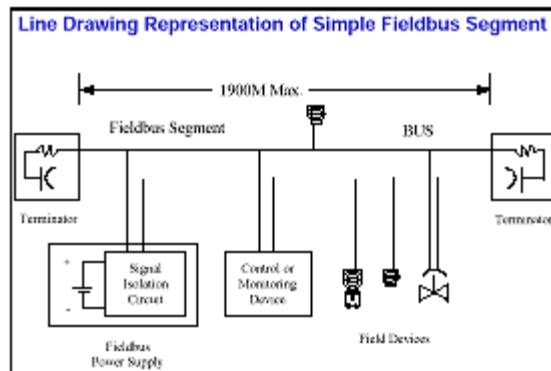 Line Drawing Representation of Simple Fieldbus Segment
1900M Max.
Fieldbus Segment
BUS
Terminator
Terminator
+
-
Signal
Isolation
Circuit
Control or
Monitoring
Device
Field Devices
Fieldbus
Power Supply